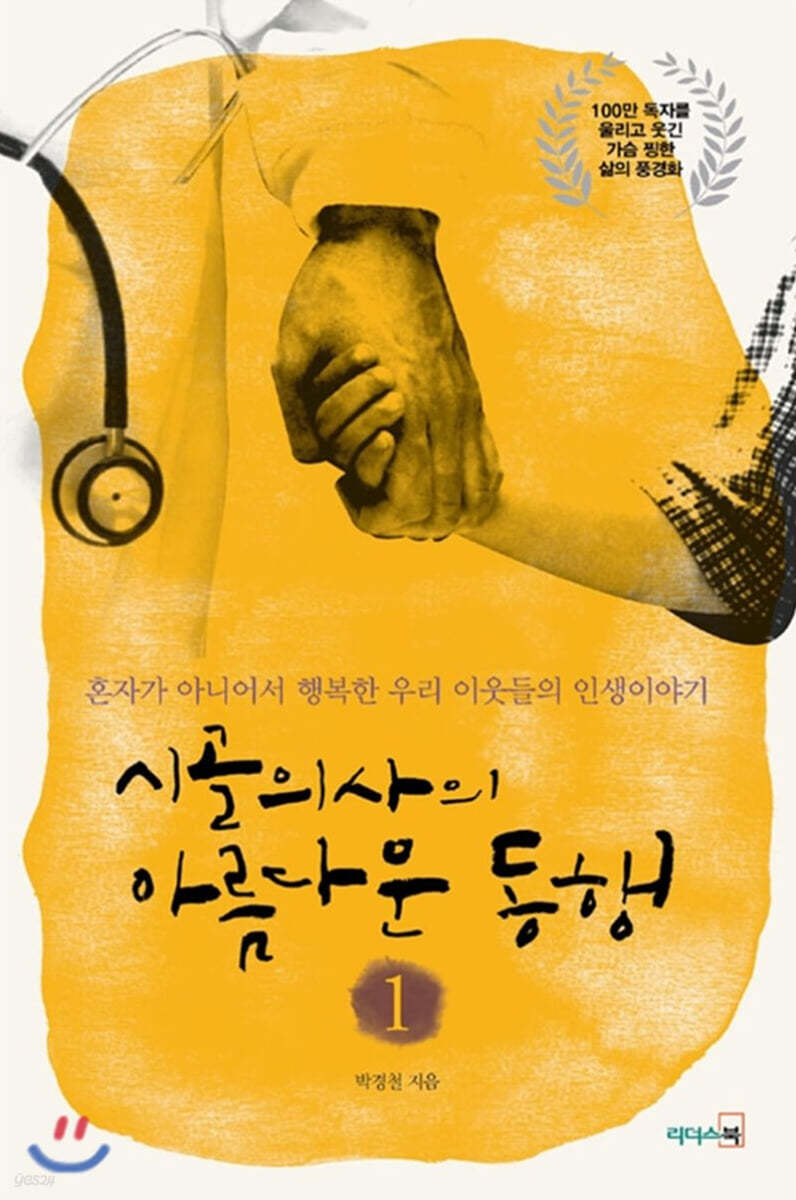 100만 독자를
울리고 웃긴
가슴 찡한
삶의 풍경화
혼자가 아니어서 행복한 우리 이웃들의 인생이야기
시골의사의
아름다운 동행
1
박경철 지음
리더스북
yes24